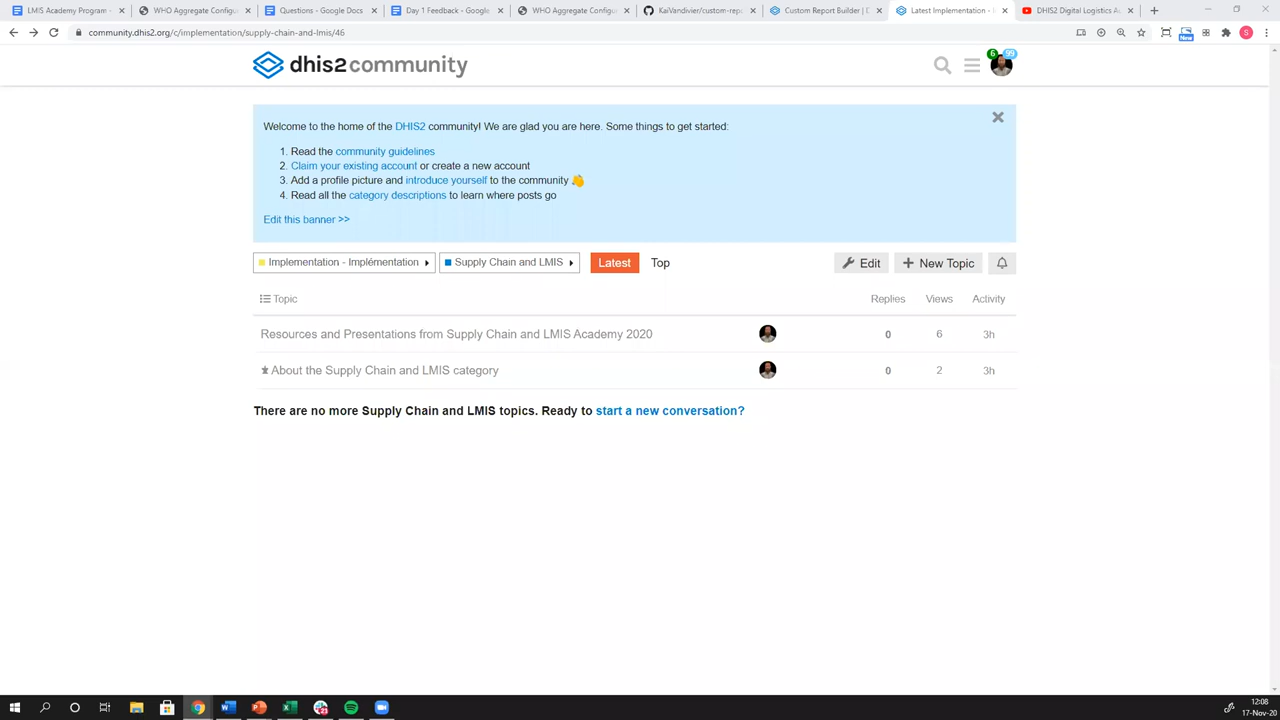 LMIS Academy Program -
WHO Aggregate Configu
Questions - Google Docs
Day 1 Feedback - Google
WHO Aggregate Configu
KaiVandivier/custom-repo
Custom Report Builder | D
Latest Implementation - I
DHIS2 Digital Logistics A
community.dhis2.org/c/implementation/supply-chain-and-lmis/46
New
S
dhis2community
6
99
Welcome to the home of the DHIS2 community! We are glad you are here. Some things to get started:
1. Read the community guidelines
2. Claim your existing account or create a new account
3. Add a profile picture and introduce yourself to the community
4. Read all the category descriptions to learn where posts go
Edit this banner >>
Implementation - Implémentation
Supply Chain and LMIS
Latest
Top
Edit
New Topic
Topic
Replies
Views
Activity
Resources and Presentations from Supply Chain and LMIS Academy 2020
0
6
3h
About the Supply Chain and LMIS category
0
2
3h
There are no more Supply Chain and LMIS topics. Ready to start a new conversation?
12:08
17-Nov-20